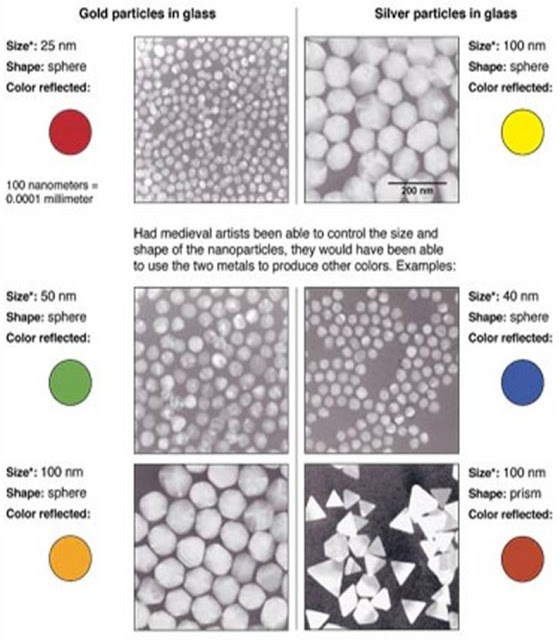 Gold particles in glass
Silver particles in glass
Size*: 25 nm
Shape: sphere
Color reflected:
100 nanometers =
0.0001 millimeter
Size*: 100 nm
Shape: sphere
Color reflected:
200 nm
Had medieval artists been able to control the size and
shape of the nanoparticles, they would have been able
to use the two metals to produce other colors. Examples:
Size*: 50 nm
Shape: sphere
Color reflected:
Size*: 40 nm
Shape: sphere
Color reflected:
Size*: 100 nm
Shape: sphere
Color reflected:
Size*: 100 nm
Shape: prism
Color reflected: